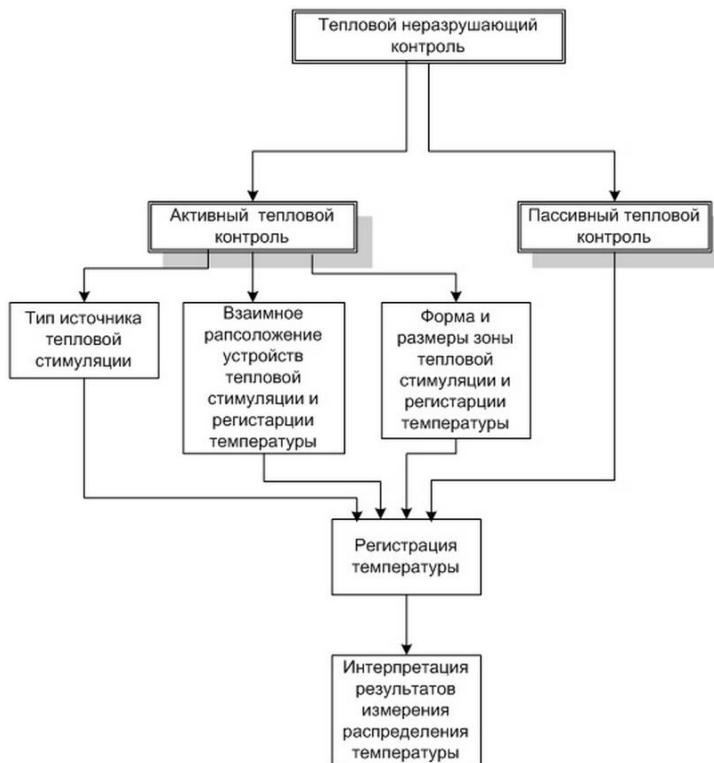 Тепловой неразрушающий
контроль
Активный тепловой
контроль
Пассивный тепловой
контроль
Тип источника
тепловой
стимуляции
Взаимное
рапсоложение
устройств
тепловой
стимуляции и
регистарции
температуры
Форма и
размеры зоны
тепловой
стимуляции и
регистарции
температуры
Регистрация
температуры
Интерпретация
результатов
измерения
распределения
температуры